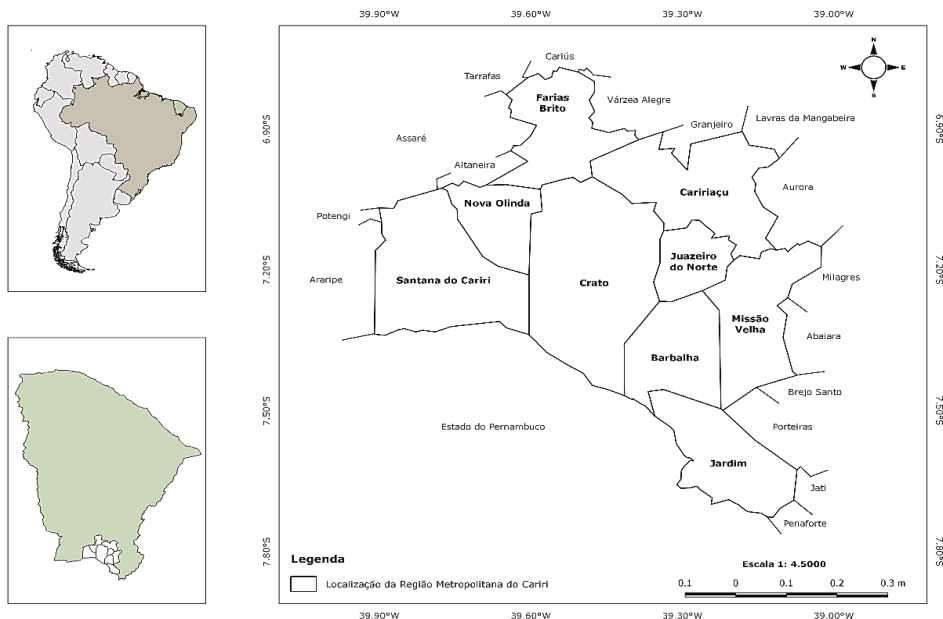 39.90°W 39.60°W 39.30°W 39.00°W
N
W E
S
Cariús
Tarrafas
Farias
Brito
Várzea Alegre
Granjeiro
Lavras da Mangabeira
6.90°S
6.90°S
Assaré
Altaneira
Caririaçu
Aurora
Nova Olinda
Potengi
Juazeiro
do Norte
7.20°S
7.20°S
Araripe
Santana do Cariri
Crato
Milagres
Missão
Velha
Abaiara
Barbalha
Brejo Santo
7.50°S
7.50°S
Estado do Pernambuco
Porteiras
Jardim
Jati
Penaforte
7.80°S
7.80°S
Legenda
Localização da Região Metropolitana do Cariri
Escala 1: 4.5000
0.1 0 0.1 0.2 0.3 m
39.90°W 39.60°W 39.30°W 39.00°W